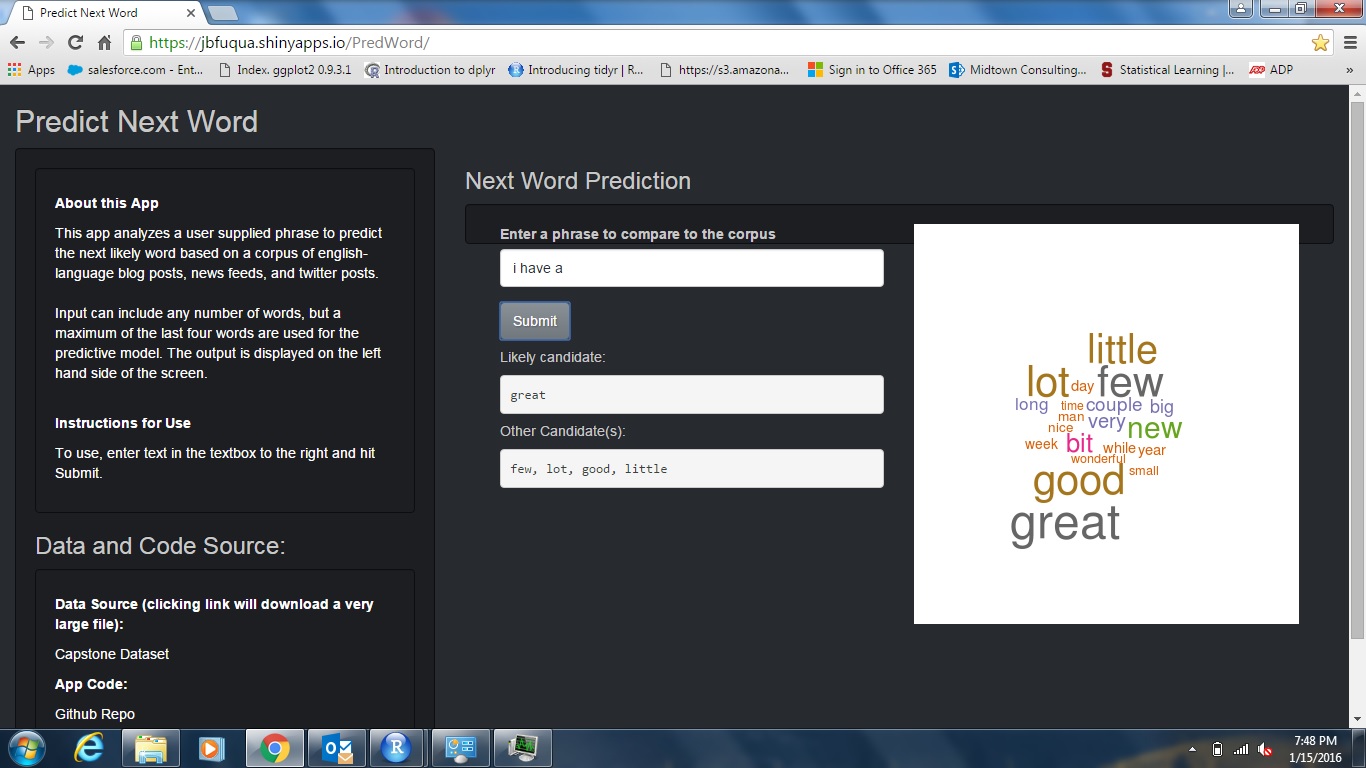 Predict Next Word
https://jbfuqua.shinyapps.io/PredWord/
Apps
salesforce.com - Ent...
Index. ggplot2 0.9.3.1
Introduction to dplyr
Introducing tidyr | R...
https://s3.amazona...
Sign in to Office 365
Midtown Consulting...
Statistical Learning |...
ADP
»
Predict Next Word
About this App
This app analyzes a user supplied phrase to predict
the next likely word based on a corpus of english-
language blog posts, news feeds, and twitter posts.
Input can include any number of words, but a
maximum of the last four words are used for the
predictive model. The output is displayed on the left
hand side of the screen.
Instructions for Use
To use, enter text in the textbox to the right and hit
Submit.
Data and Code Source:
Data Source (clicking link will download a very
large file):
Capstone Dataset
App Code:
Github Repo
Next Word Prediction
Enter a phrase to compare to the corpus
i have a
Submit
Likely candidate:
great
Other Candidate(s):
few, lot, good, little
little
lot
day
few
long
time
couple
big
man
very
nice
new
week
bit
while
year
wonderful
small
good
great
7:48 PM
1/15/2016